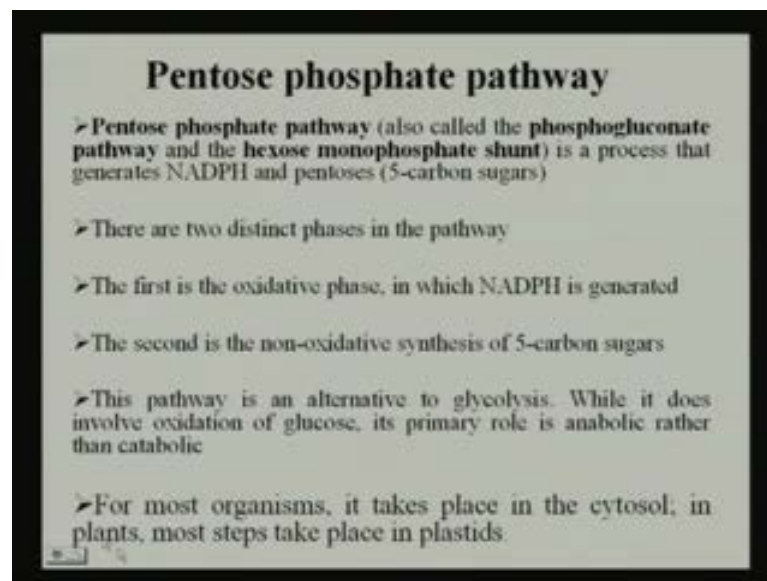 Pentose phosphate pathway
➢Pentose phosphate pathway (also called the phosphogluconate
pathway and the hexose monophosphate shunt) is a process that
generates NADPH and pentoses (5-carbon sugars)
➢There are two distinct phases in the pathway
➢The first is the oxidative phase, in which NADPH is generated
➢The second is the non-oxidative synthesis of 5-carbon sugars
➢This pathway is an alternative to glycolysis. While it does
involve oxidation of glucose, its primary role is anabolic rather
than catabolic
➢For most organisms, it takes place in the cytosol; in
plants, most steps take place in plastids